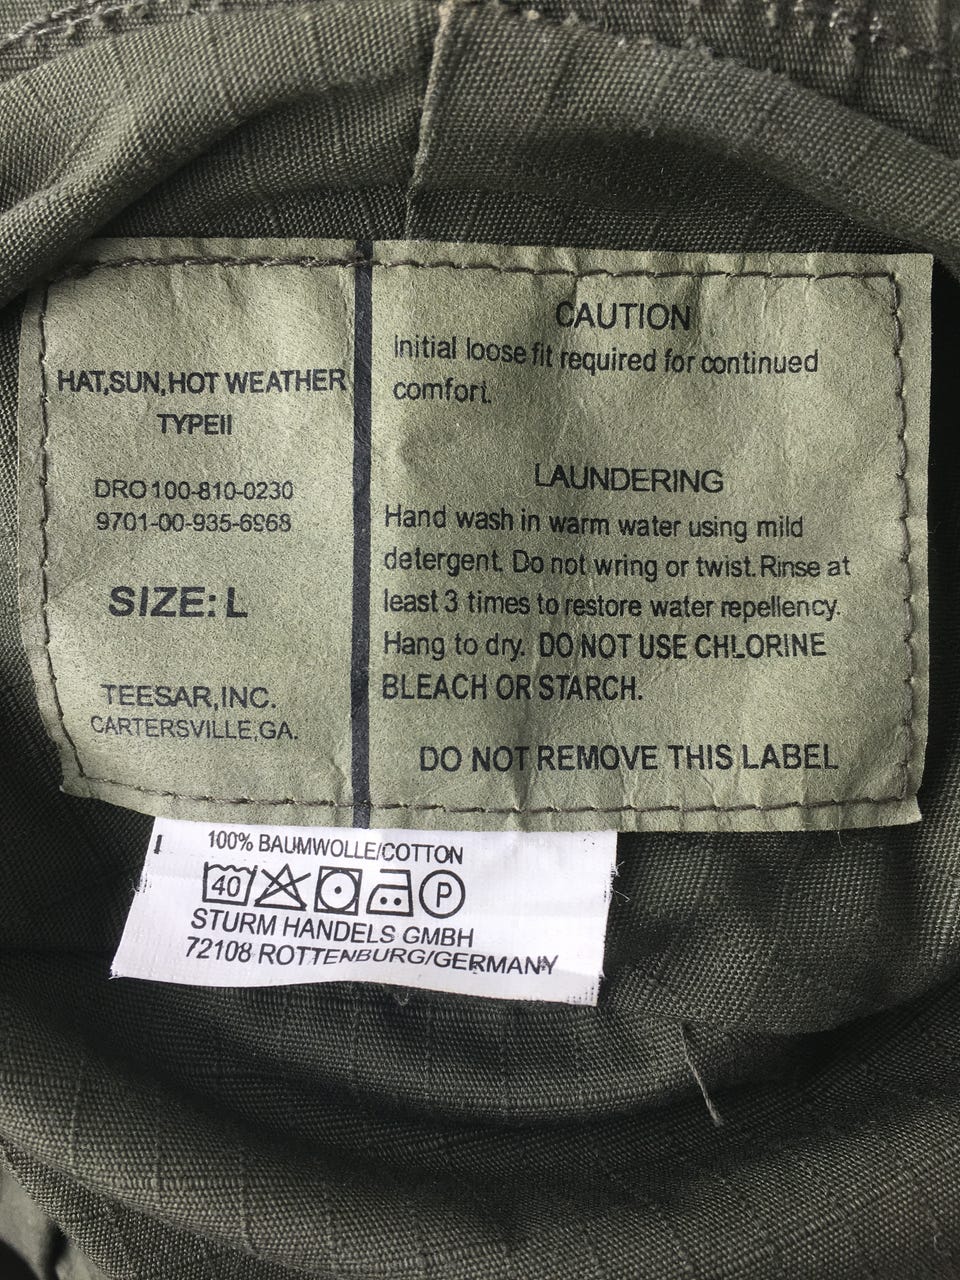 HAT,SUN,HOT WEATHER
TYPEII
DRO100-810-0230
9701-00-935-6968
SIZE: L
TEESAR,INC.
CARTERSVILLE,GA.
CAUTION
Initial loose fit required for continued
comfort.
LAUNDERING
Hand wash in warm water using mild
detergent. Do not wring or twist. Rinse at
least 3 times to restore water repellency.
Hang to dry. DO NOT USE CHLORINE
BLEACH OR STARCH.
DO NOT REMOVE THIS LABEL
100% BAUMWOLLE/COTTON
40 P
STURM HANDELS GMBH
72108 ROTTENBURG/GERMANY